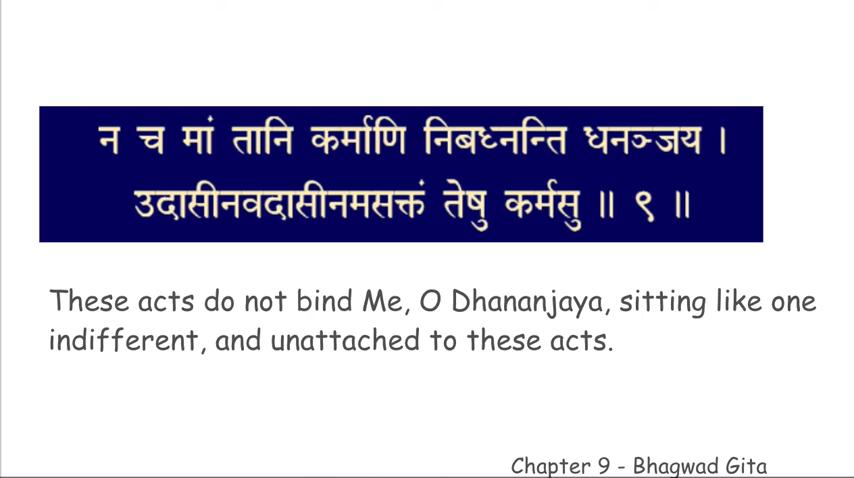 न च मां तानि कर्माणि निबध्नन्ति धनञ्जय ।
उदासीनवदासीनमसक्तं तेषु कर्मसु ॥ ९ ॥
These acts do not bind Me, O Dhananjaya, sitting like one
indifferent, and unattached to these acts.
Chapter 9 - Bhagwad Gita